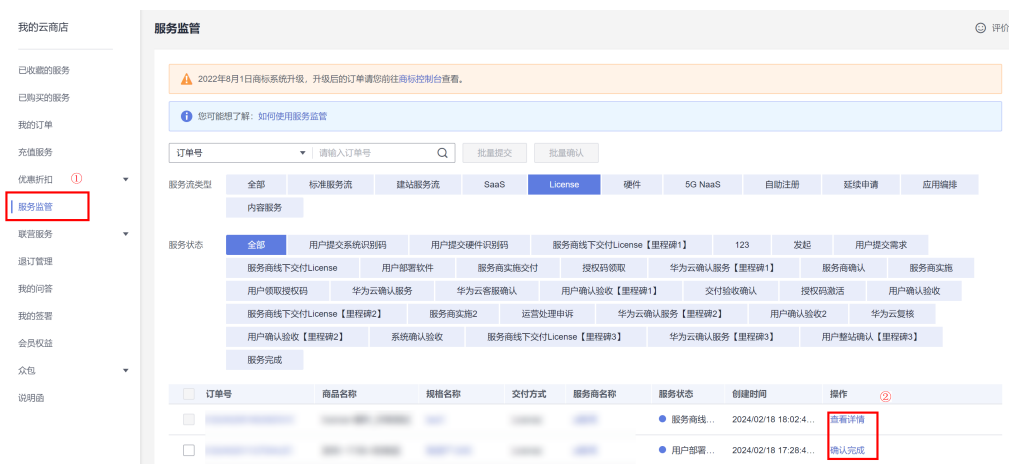 我的云商店
已收藏的服务
已购买的服务
我的订单
充值服务
优惠折扣 ①
服务监管
联营服务
退订管理
我的问答
我的签署
会员权益
众包
说明函
服务监管 评价
2022年8月1日商标系统升级，升级后的订单请您前往商标控制台查看。
您可能想了解：如何使用服务监管
订单号 请输入订单号 批量提交 批量确认
服务流类型 全部 标准服务流 建站服务流 SaaS License 硬件 5G NaaS 自助注册 延续申请 应用编排
内容服务
服务状态 全部 用户提交系统识别码 用户提交硬件识别码 服务商线下交付License【里程碑1】 123 发起 用户提交需求
服务商线下交付License 用户部署软件 服务商实施交付 授权码领取 华为云确认服务【里程碑1】 服务商确认 服务商实施
用户领取授权码 华为云确认服务 华为云客服确认 用户确认验收【里程碑1】 交付验收确认 授权码激活 用户确认验收
服务商线下交付License【里程碑2】 服务商实施2 运营处理申诉 华为云确认服务【里程碑2】 用户确认验收2 华为云复核
用户确认验收【里程碑2】 系统确认验收 服务商线下交付License【里程碑3】 华为云确认服务【里程碑3】 用户整站确认【里程碑3】
服务完成
订单号 商品名称 规格名称 交付方式 服务商名称 服务状态 创建时间 操作 ②
服务商线... 2024/02/18 18:02:4... 查看详情
用户部署... 2024/02/18 17:28:4... 确认完成